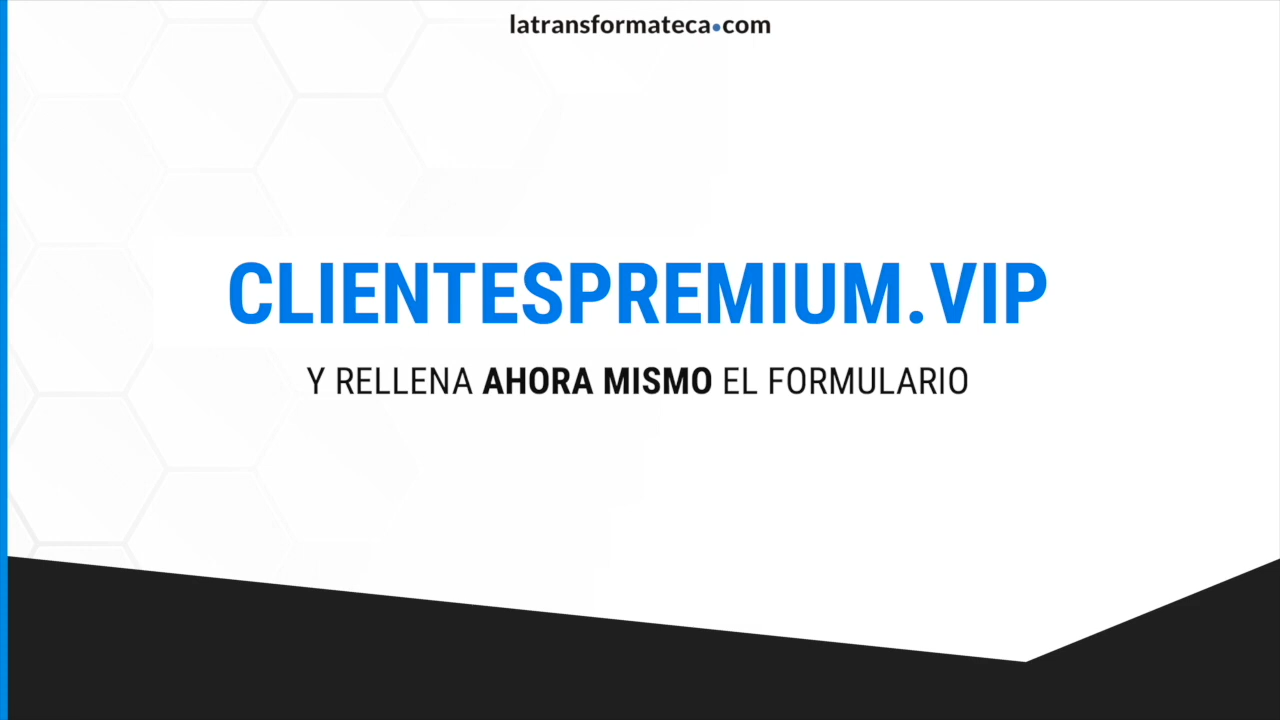 latransformateca.com
CLIENTESPREMIUM.VIP
Y RELLENA AHORA MISMO EL FORMULARIO